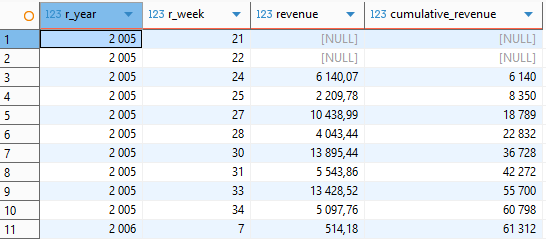 123 r_year 123 r_week 123 revenue 123 cumulative_revenue
1 2 005 21 [NULL] [NULL]
2 2 005 22 [NULL] [NULL]
3 2 005 24 6 140,07 6 140
4 2 005 25 2 209,78 8 350
5 2 005 27 10 438,99 18 789
6 2 005 28 4 043,44 22 832
7 2 005 30 13 895,44 36 728
8 2 005 31 5 543,86 42 272
9 2 005 33 13 428,52 55 700
10 2 005 34 5 097,76 60 798
11 2 006 7 514,18 61 312